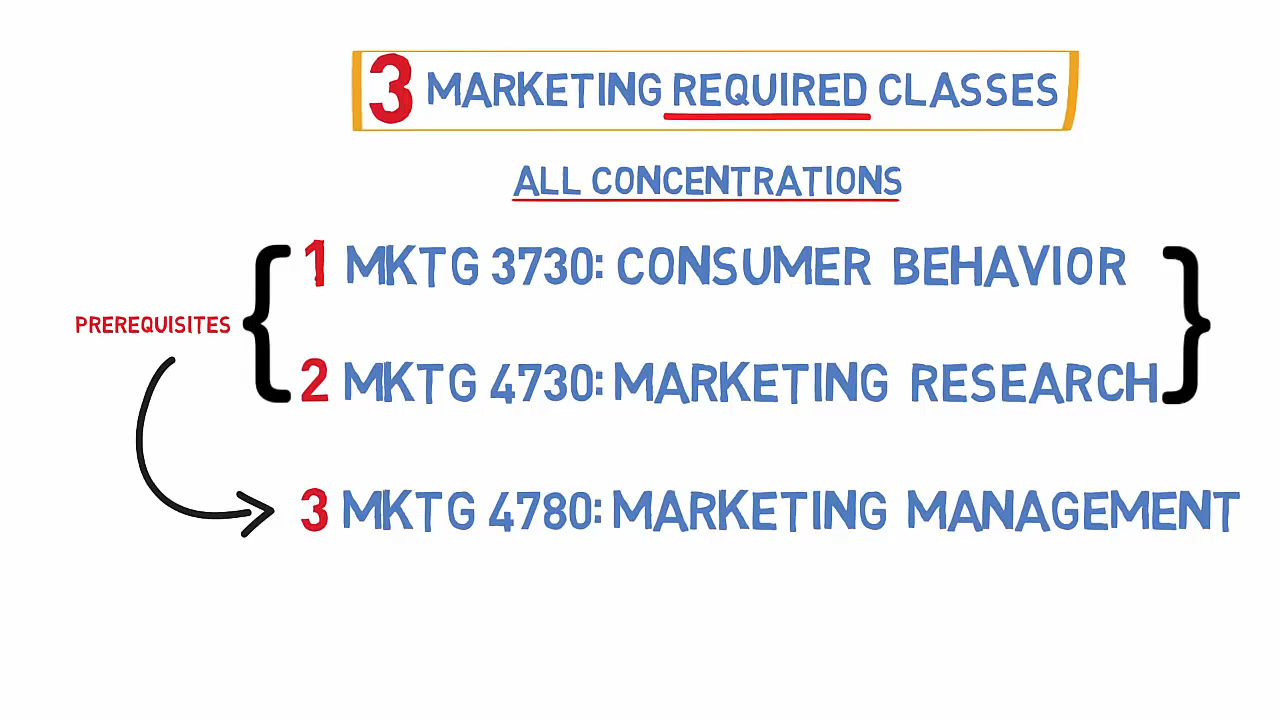 3 MARKETING REQUIRED CLASSES
ALL CONCENTRATIONS
1 MKTG 3730: CONSUMER BEHAVIOR
PREREQUISITES
2 MKTG 4730: MARKETING RESEARCH
3 MKTG 4780: MARKETING MANAGEMENT